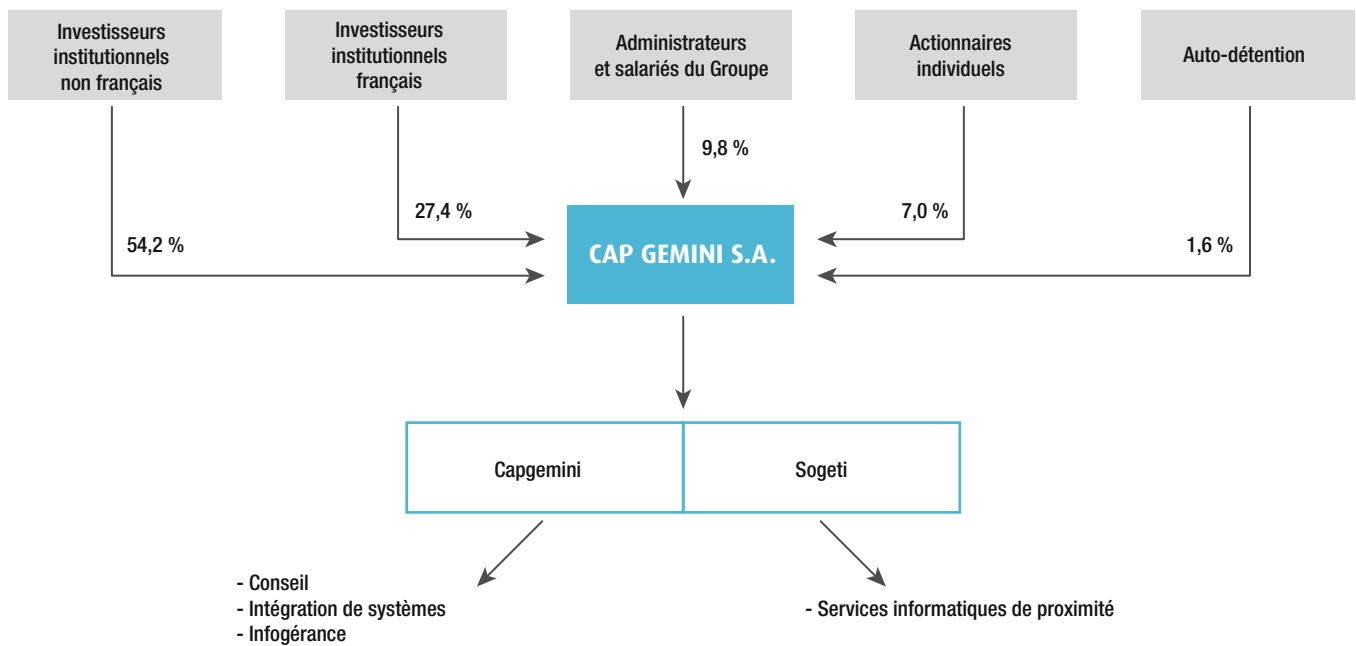 Investisseurs
institutionnels
non français
Investisseurs
institutionnels
français
Administrateurs
et salariés du Groupe
Actionnaires
individuels
Auto-détention
9,8 %
27,4 %
7,0 %
54,2 %
1,6 %
CAP GEMINI S.A.
Capgemini
Sogeti
- Conseil
- Intégration de systèmes
- Infogérance
- Services informatiques de proximité